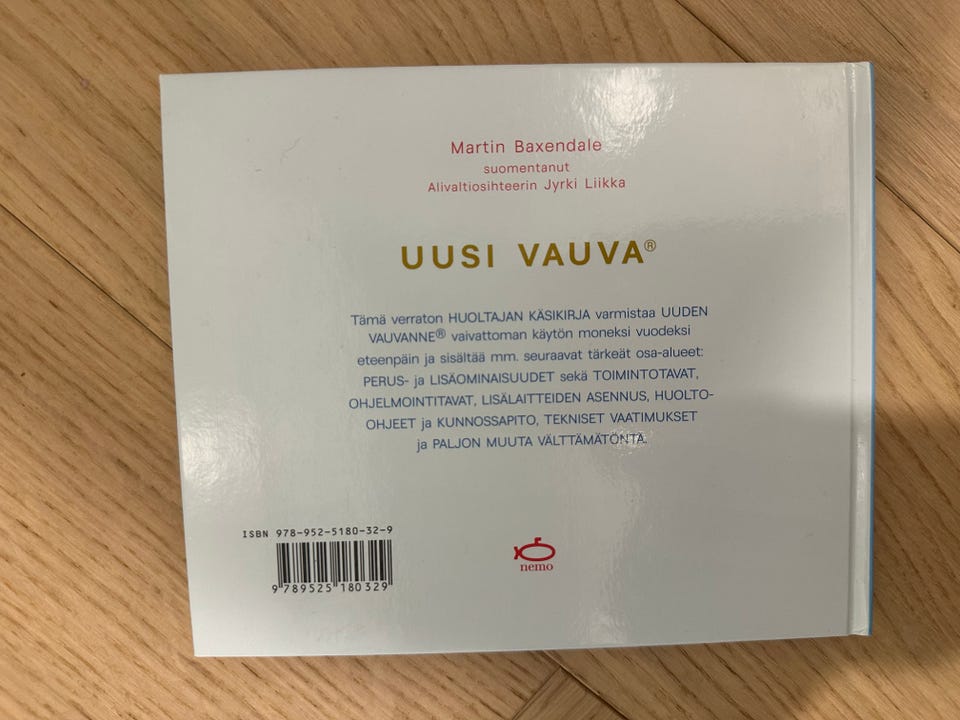 Martin Baxendale
suomentanut
Alivaltiosihteerin Jyrki Liikka
UUSI VAUVA®
Tämä verraton HUOLTAJAN KÄSIKIRJA varmistaa UUDEN
VAUVANNE® vaivattoman käytön moneksi vuodeksi
eteenpäin ja sisältää mm. seuraavat tärkeät osa-alueet:
PERUS- ja LISÄOMINAISUUDET sekä TOIMINTOTAVAT,
OHJELMOINTITAVAT, LISÄLAITTEIDEN ASENNUS, HUOLTO-
OHJEET ja KUNNOSSAPITO, TEKNISET VAATIMUKSET
ja PALJON MUUTA VÄLTTÄMÄTÖNTÄ.
ISBN 978-952-5180-32-9
9 789525 180329
nemo